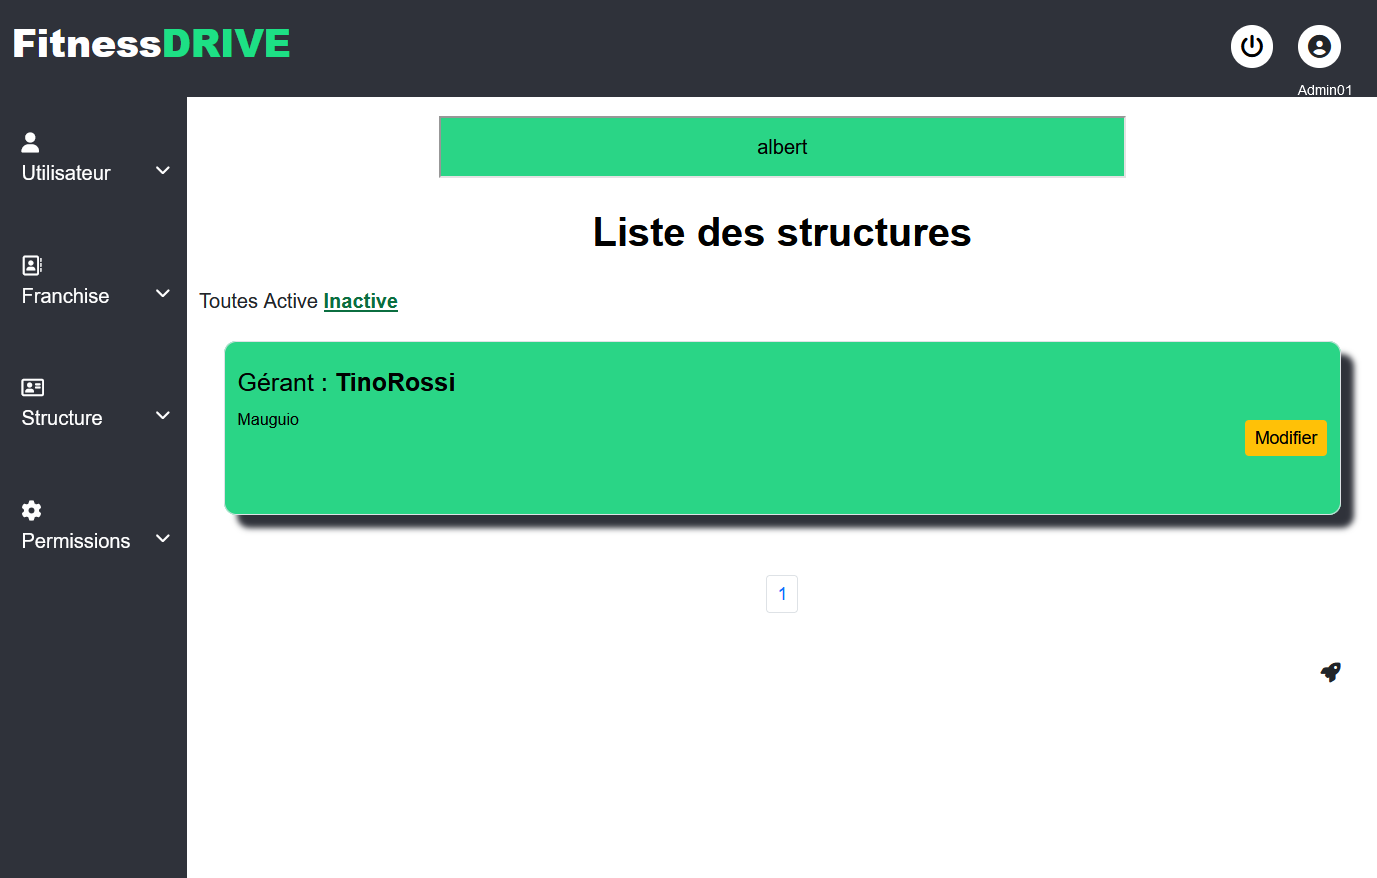 FitnessDRIVE
Admin01
Utilisateur
Franchise
Structure
Permissions
albert
Liste des structures
Toutes Active Inactive
Gérant : TinoRossi
Mauguio
Modifier
1